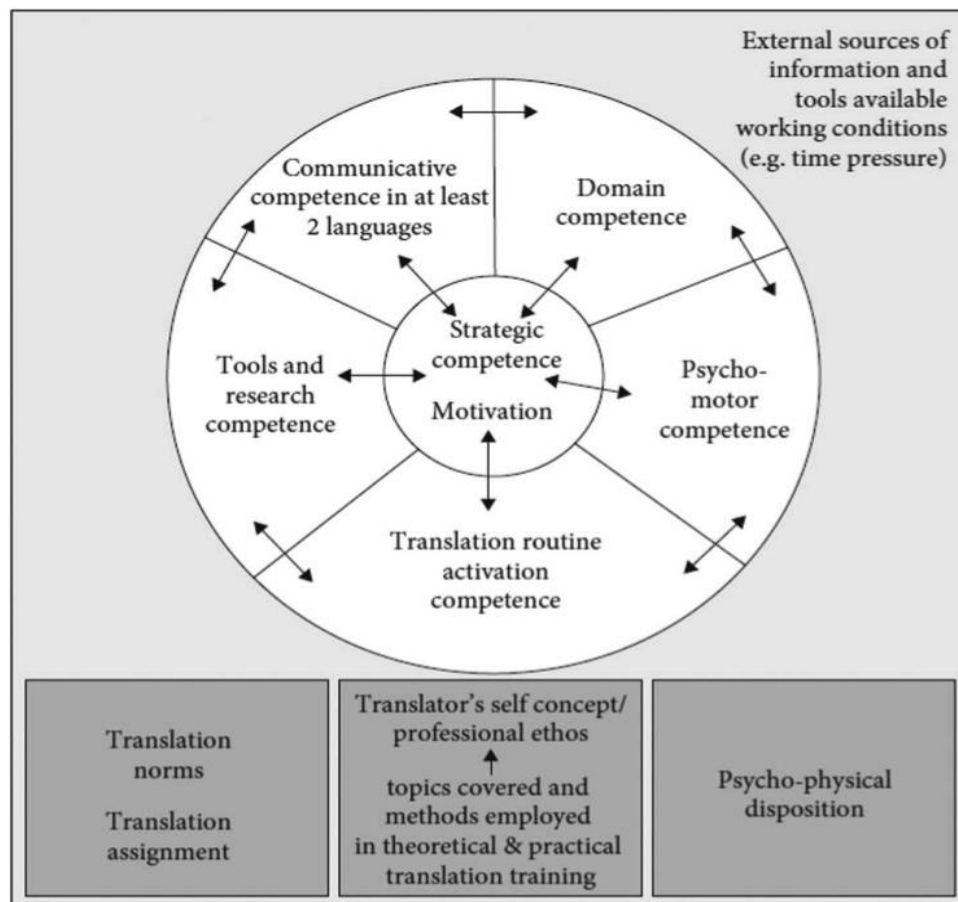 External sources of
information and
tools available
working conditions
(e.g. time pressure)
Communicative
competence in at least
2 languages
Domain
competence
Strategic
competence
Motivation
Tools and
research
competence
Psycho-
motor
competence
Translation routine
activation
competence
Translation
norms
Translation
assignment
Translator's self concept/
professional ethos
topics covered and
methods employed
in theoretical & practical
translation training
Psycho-physical
disposition